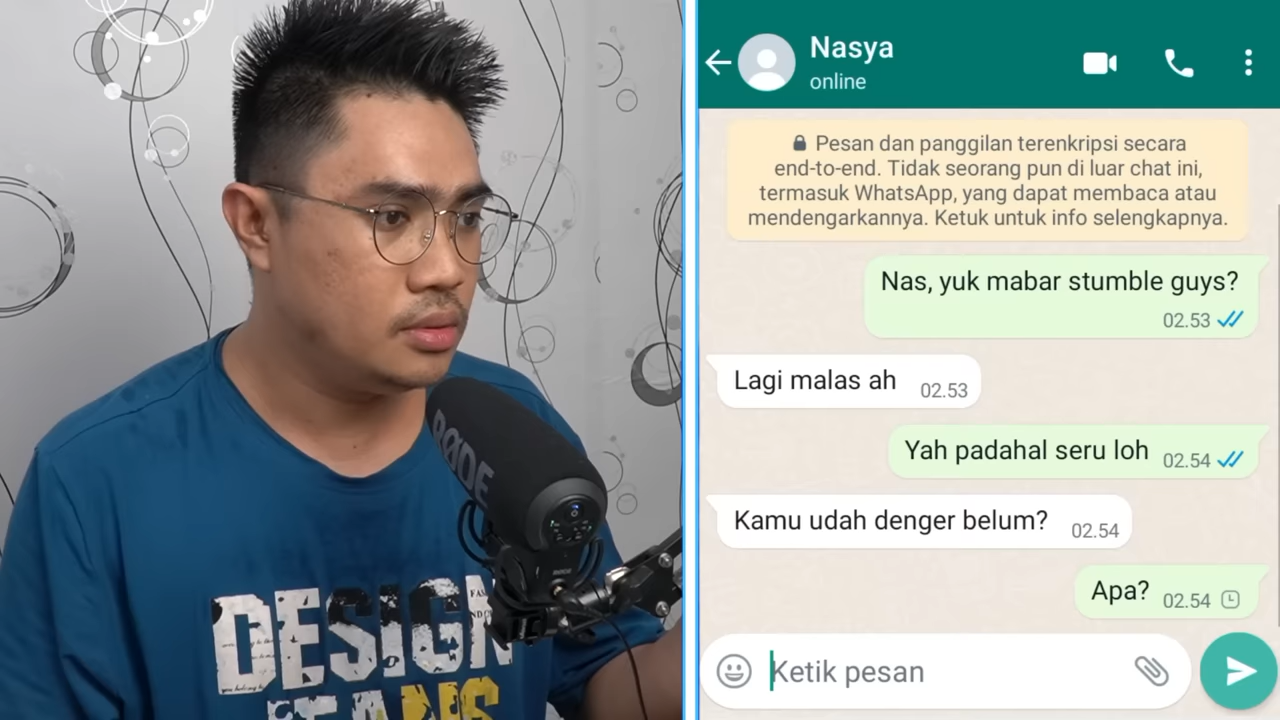 RØDE
DESIGN
Nasya
online
Pesan dan panggilan terenkripsi secara
end-to-end. Tidak seorang pun di luar chat ini,
termasuk WhatsApp, yang dapat membaca atau
mendengarkannya. Ketuk untuk info selengkapnya.
Nas, yuk mabar stumble guys?
02.53
Lagi malas ah 02.53
Yah padahal seru loh 02.54
Kamu udah denger belum? 02.54
Apa? 02.54
Ketik pesan